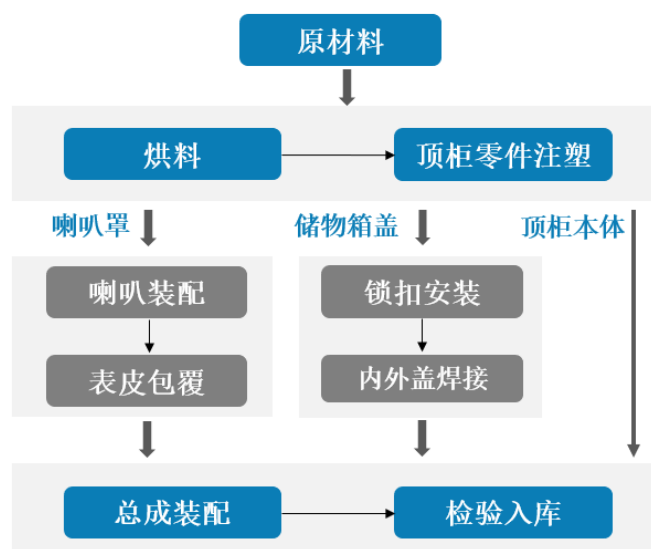 原材料
烘料
顶柜零件注塑
喇叭罩
储物箱盖
顶柜本体
喇叭装配
锁扣安装
表皮包覆
内外盖焊接
总成装配
检验入库